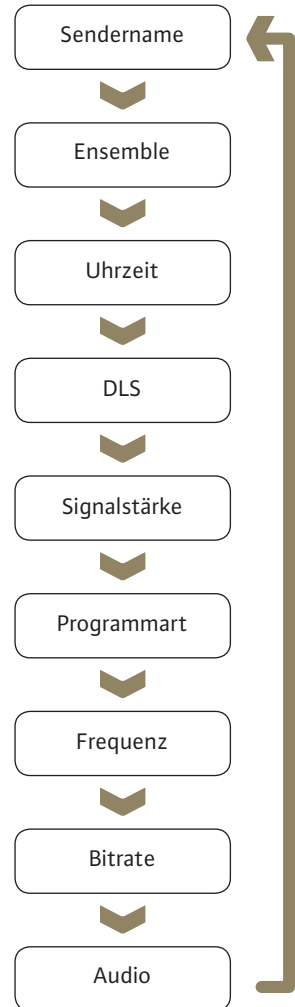 Sendername
Ensemble
Uhrzeit
DLS
Signalstärke
Programmart
Frequenz
Bitrate
Audio